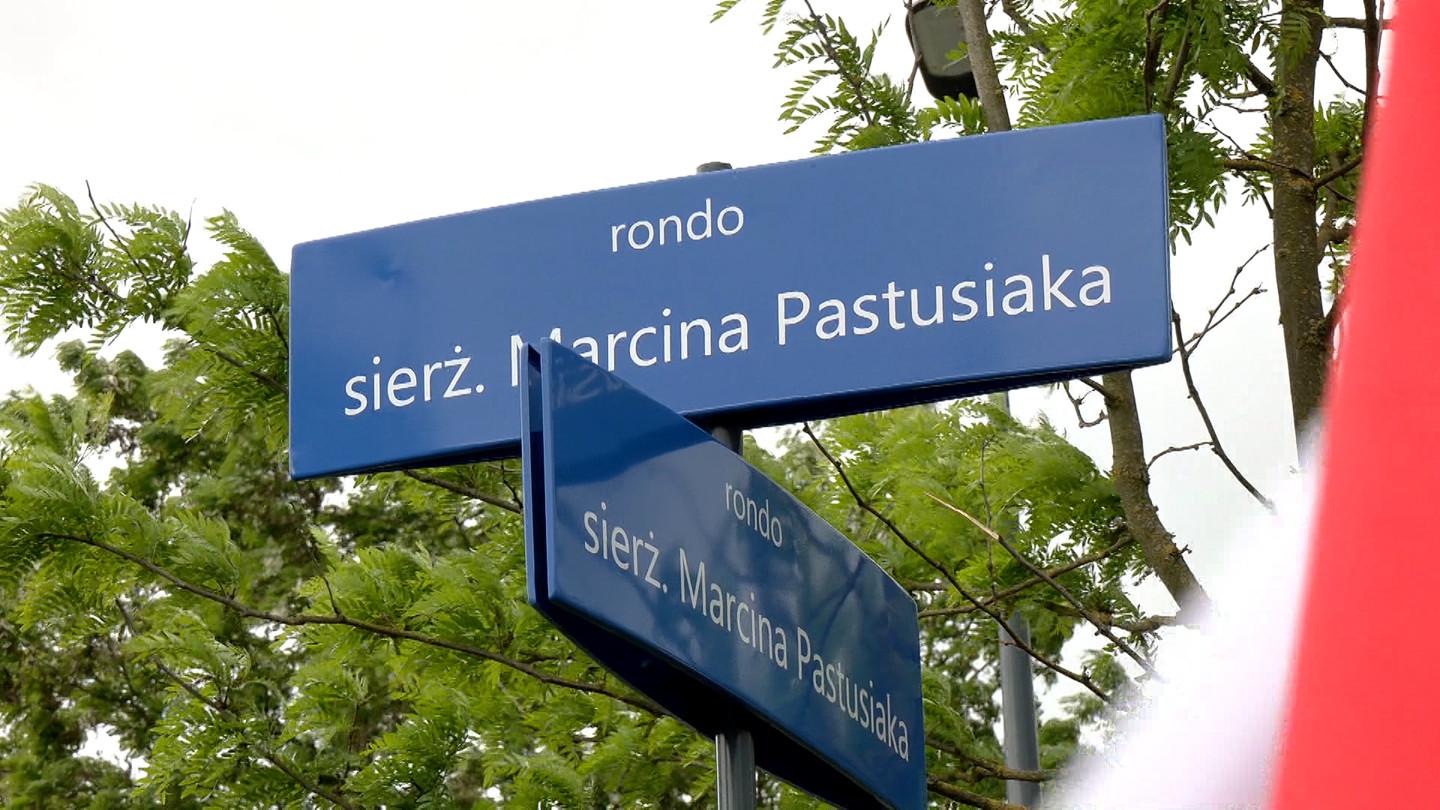 rondo
sierż. Marcina Pastusiaka
rondo
sierż. Marcina Pastusiaka